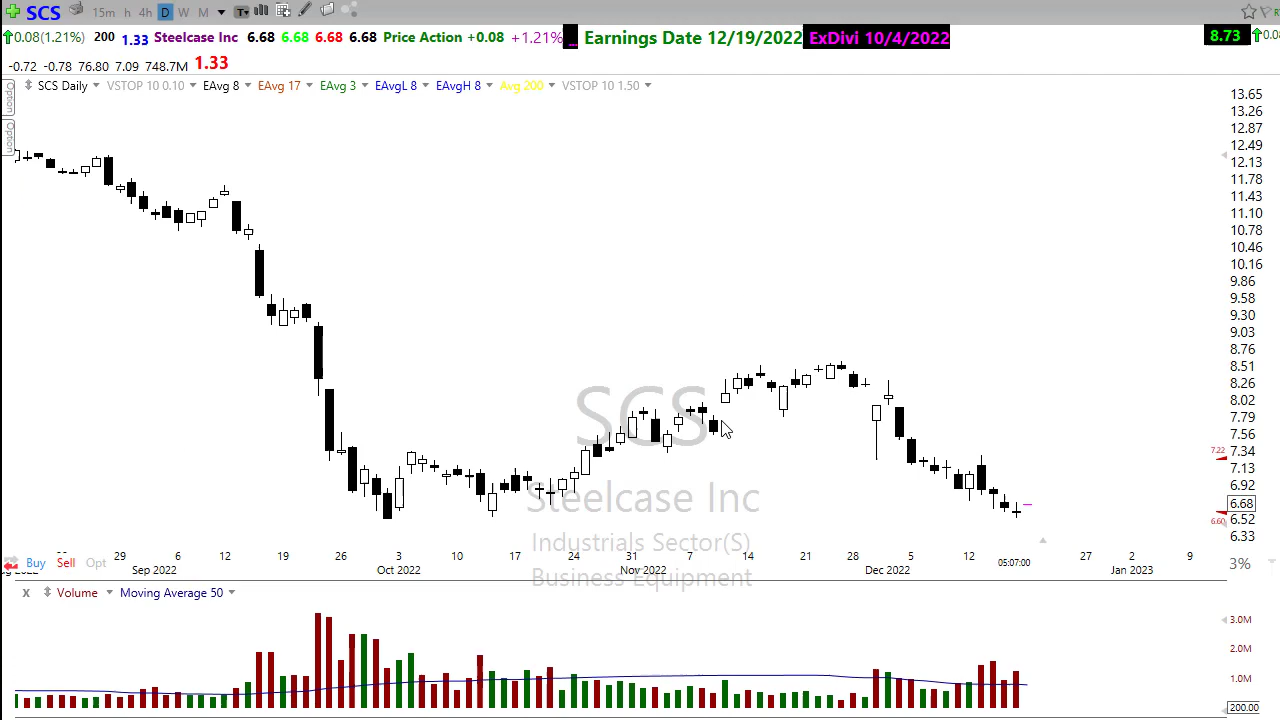 SCS 15m h 4h D W M T
0.08(1.21%) 200 1.33 Steelcase Inc 6.68 6.68 6.68 6.68 Price Action +0.08 +1.21% Earnings Date 12/19/2022 ExDivi 10/4/2022 8.73
-0.72 -0.78 76.80 7.09 748.7M 1.33
SCS Daily VSTOP 10 0.10 EAvg 8 EAvg 17 EAvg 3 EAvgL 8 EAvgH 8 Avg 200 VSTOP 10 1.50
Option
Option
13.65
13.26
12.87
12.49
12.13
11.78
11.43
11.10
10.78
10.46
10.16
9.86
9.58
9.30
9.03
8.76
8.51
8.26
8.02
7.79
7.56
7.22
7.34
7.13
6.92
6.68
6.60
6.52
6.33
SCS
Steelcase Inc
Industrials Sector(S)
Business Equipment
29 6 12 19 26 3 10 17 24 31 7 14 21 28 5 12 27 2 9
Buy Sell Opt
Sep 2022 Oct 2022 Nov 2022 Dec 2022 05:07:00 Jan 2023
3%
x Volume Moving Average 50
3.0M
2.0M
1.0M
200.00